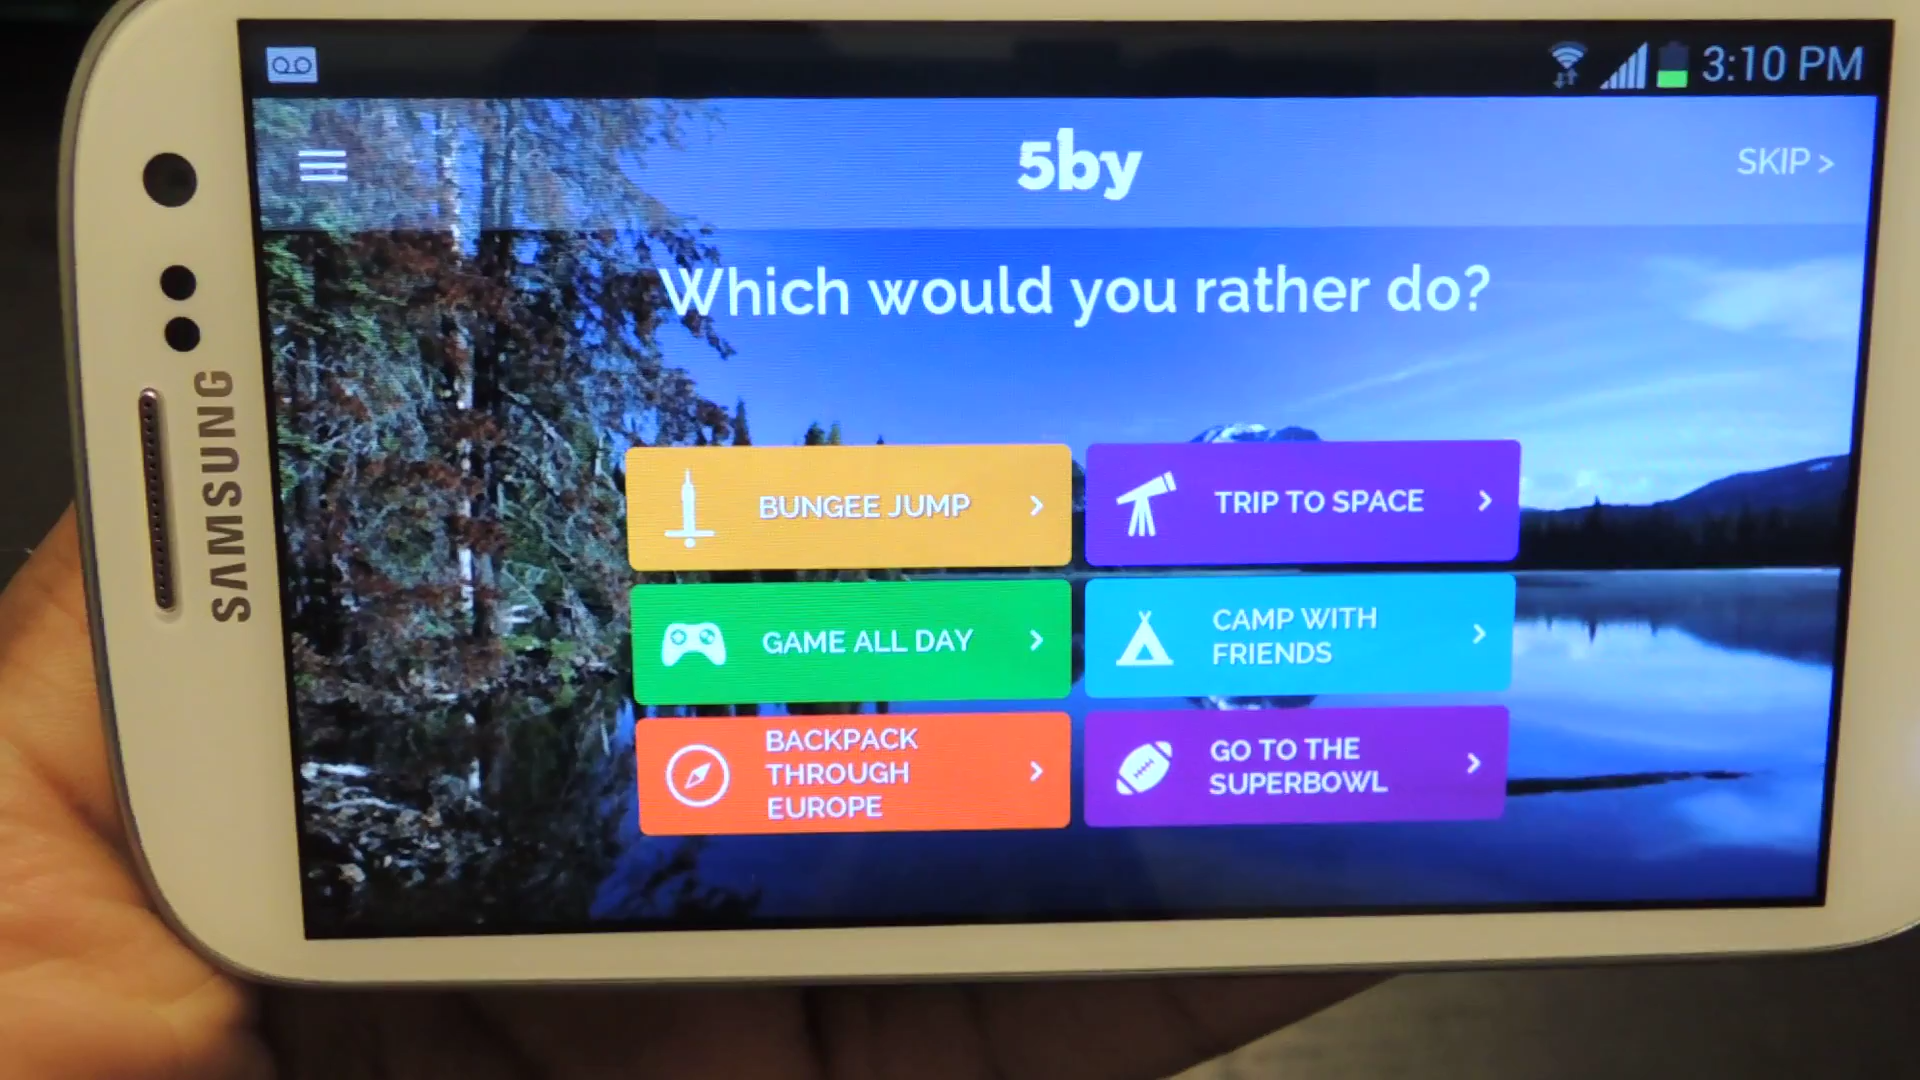 3:10 PM
5by
SKIP >
Which would you rather do?
BUNGEE JUMP
TRIP TO SPACE
GAME ALL DAY
CAMP WITH
FRIENDS
BACKPACK
THROUGH
EUROPE
GO TO THE
SUPERBOWL
SAMSUNG